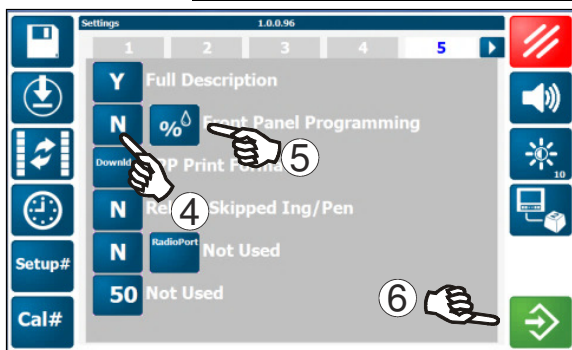 Settings 1.0.0.96
1 2 3 4 5
Y Full Description
N % Front Panel Programming
5
Downld PP Print
N Skipped Ing/Pen
4
N RadioPort Not Used
50 Not Used
6
10
Setup#
Cal#